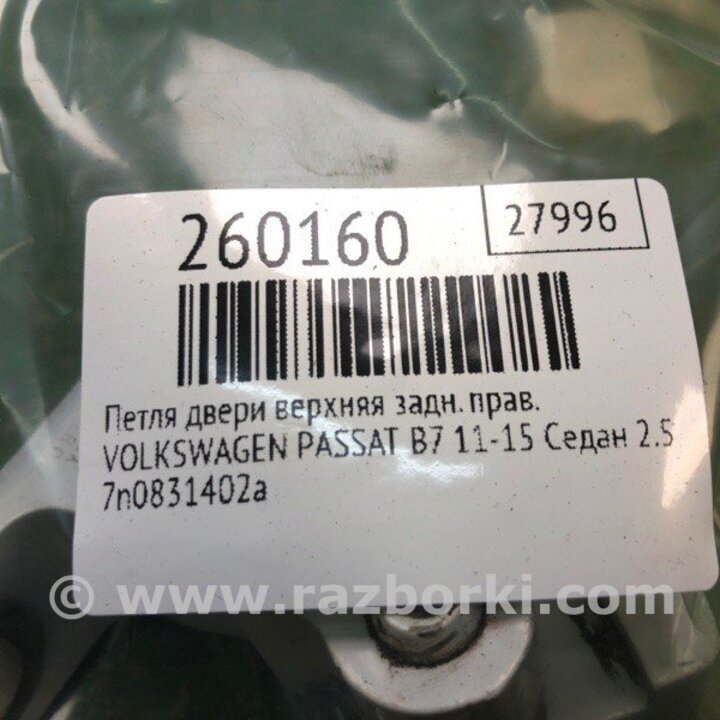 260160
27996
Петля двери верхняя задн. прав.
VOLKSWAGEN PASSAT B7 11-15 Седан 2.5
7n0831402a
© www.razborki.com